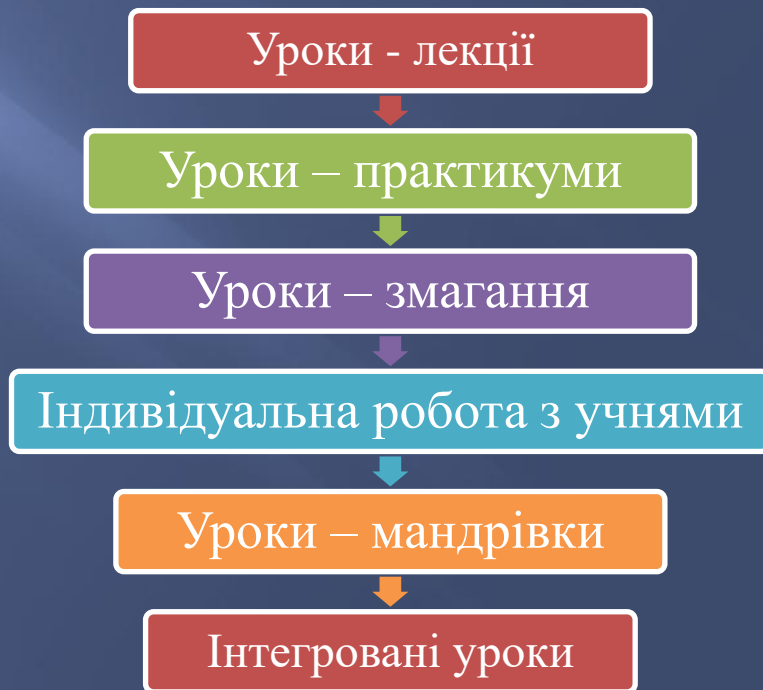 Уроки - лекції
Уроки – практикуми
Уроки – змагання
Індивідуальна робота з учнями
Уроки – мандрівки
Інтегровані уроки